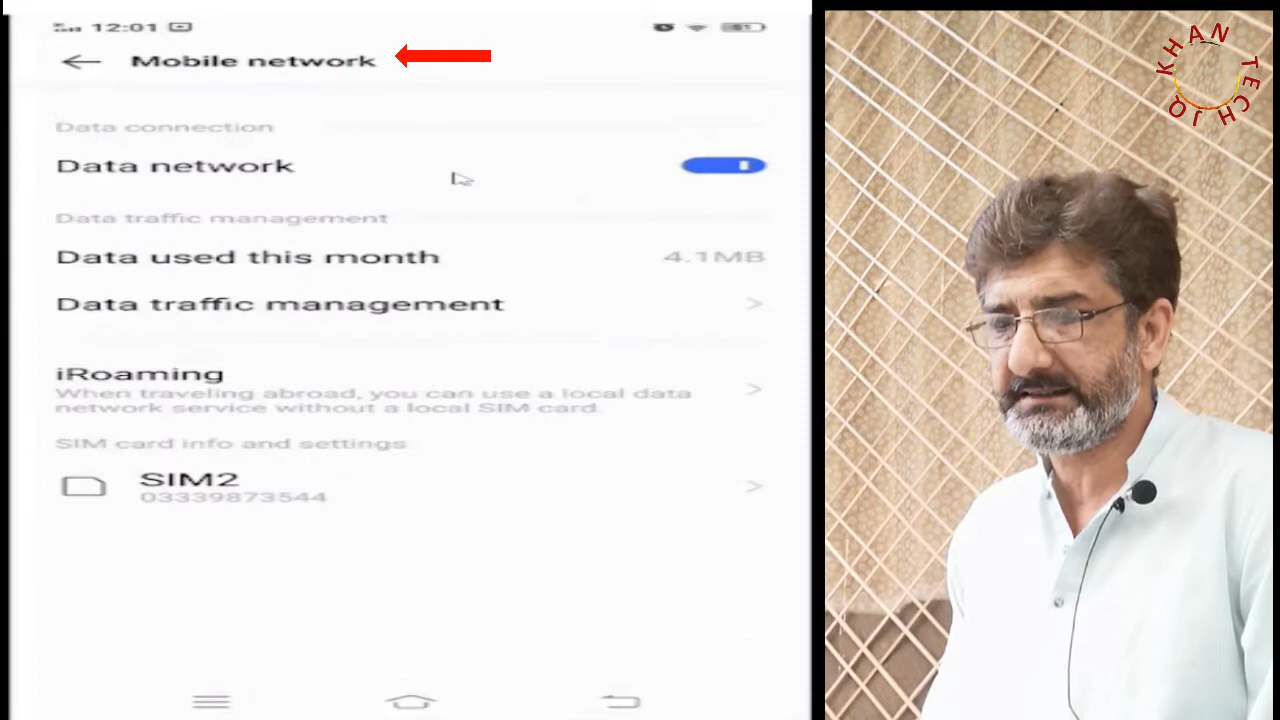 12:01
51
Mobile network
Data connection
Data network
Data traffic management
Data used this month
4.1MB
Data traffic management
iRoaming
When traveling abroad, you can use a local data
network service without a local SIM card.
SIM card info and settings
SIM2
03339873544
KHAN TECH JQ